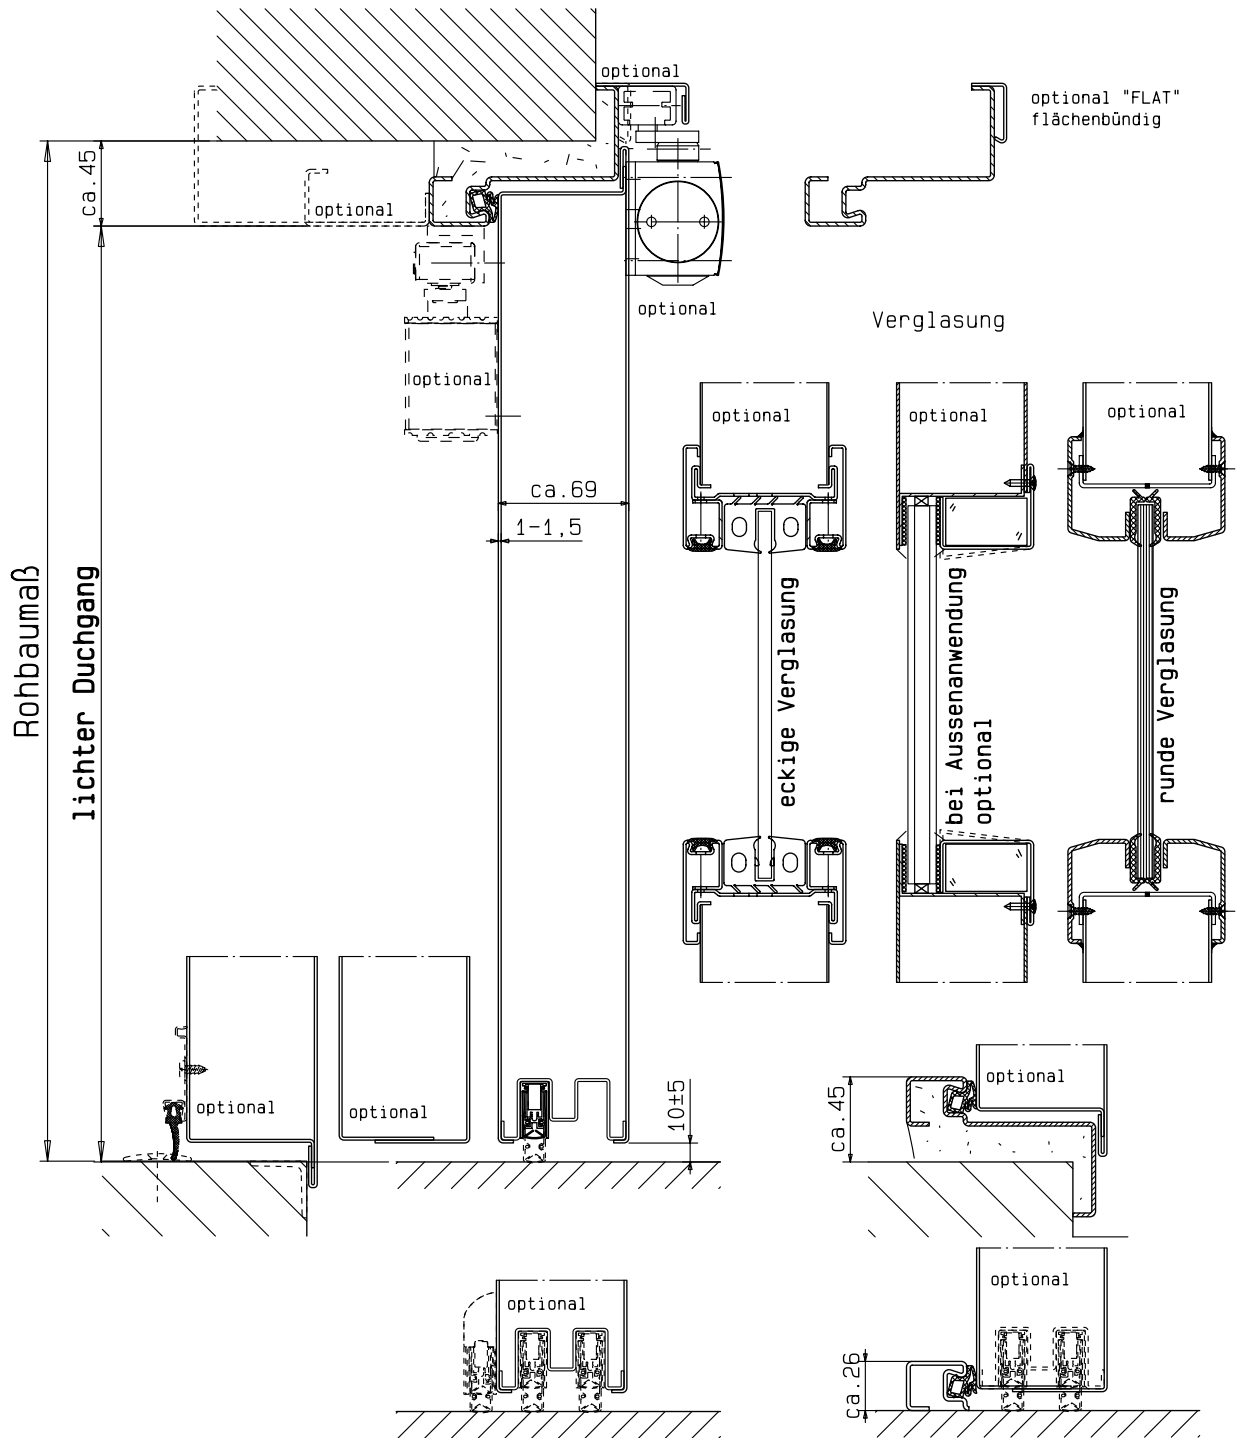 optional
optional "FLAT"
flächenbündig
ca.45
optional
optional
Verglasung
optional
optional
optional
optional
ca.69
1-1,5
Rohbaumaß
lichter Duchgang
eckige Verglasung
bei Aussenanwendung
optional
runde Verglasung
optional
optional
10±5
ca.45
optional
optional
optional
ca.26